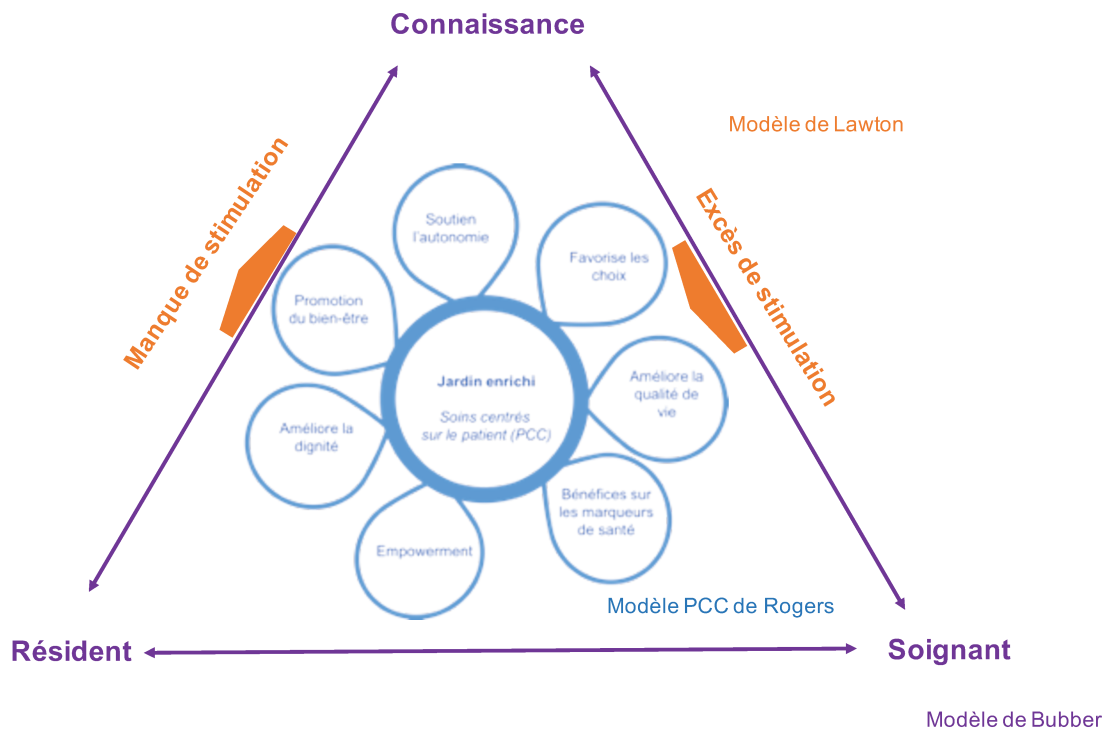 Connaissance
Modèle de Lawton
Manque de stimulation
Excès de stimulation
Soutien
l'autonomie
Favorise les
choix
Promotion
du bien-être
Améliore la
qualité de
vie
Jardin enrichi
Soins centrés
sur le patient (PCC)
Améliore la
dignité
Bénéfices sur
les marqueurs
de santé
Empowerment
Modèle PCC de Rogers
Résident
Soignant
Modèle de Bubber